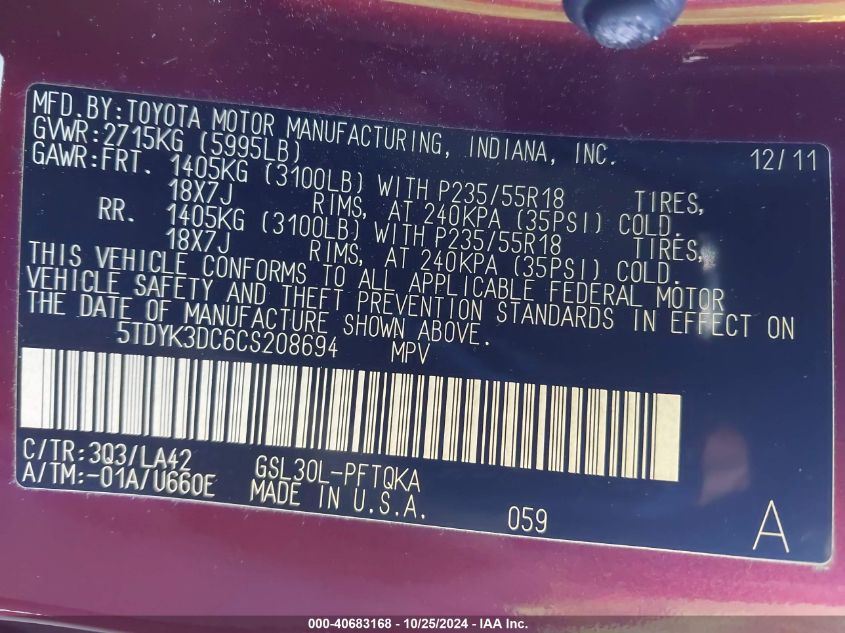 MFD.BY:TOYOTA MOTOR MANUFACTURING, INDIANA, INC. 12/11
GVWR:2715KG (5995LB)
GAWR:FRT. 1405KG (3100LB) WITH P235/55R18 TIRES,
18X7J RIMS, AT 240KPA (35PSI) COLD.
RR. 1405KG (3100LB) WITH P235/55R18 TIRES,
18X7J RIMS, AT 240KPA (35PSI) COLD.
THIS VEHICLE CONFORMS TO ALL APPLICABLE FEDERAL MOTOR
VEHICLE SAFETY AND THEFT PREVENTION STANDARDS IN EFFECT ON
THE DATE OF MANUFACTURE SHOWN ABOVE.
5TDYK3DC6CS208694 MPV
C/TR:3Q3/LA42 GSL30L-PFTQKA
A/TM:-01A/U660E MADE IN U.S.A. 059 A
000-40683168 - 10/25/2024 - IAA Inc.